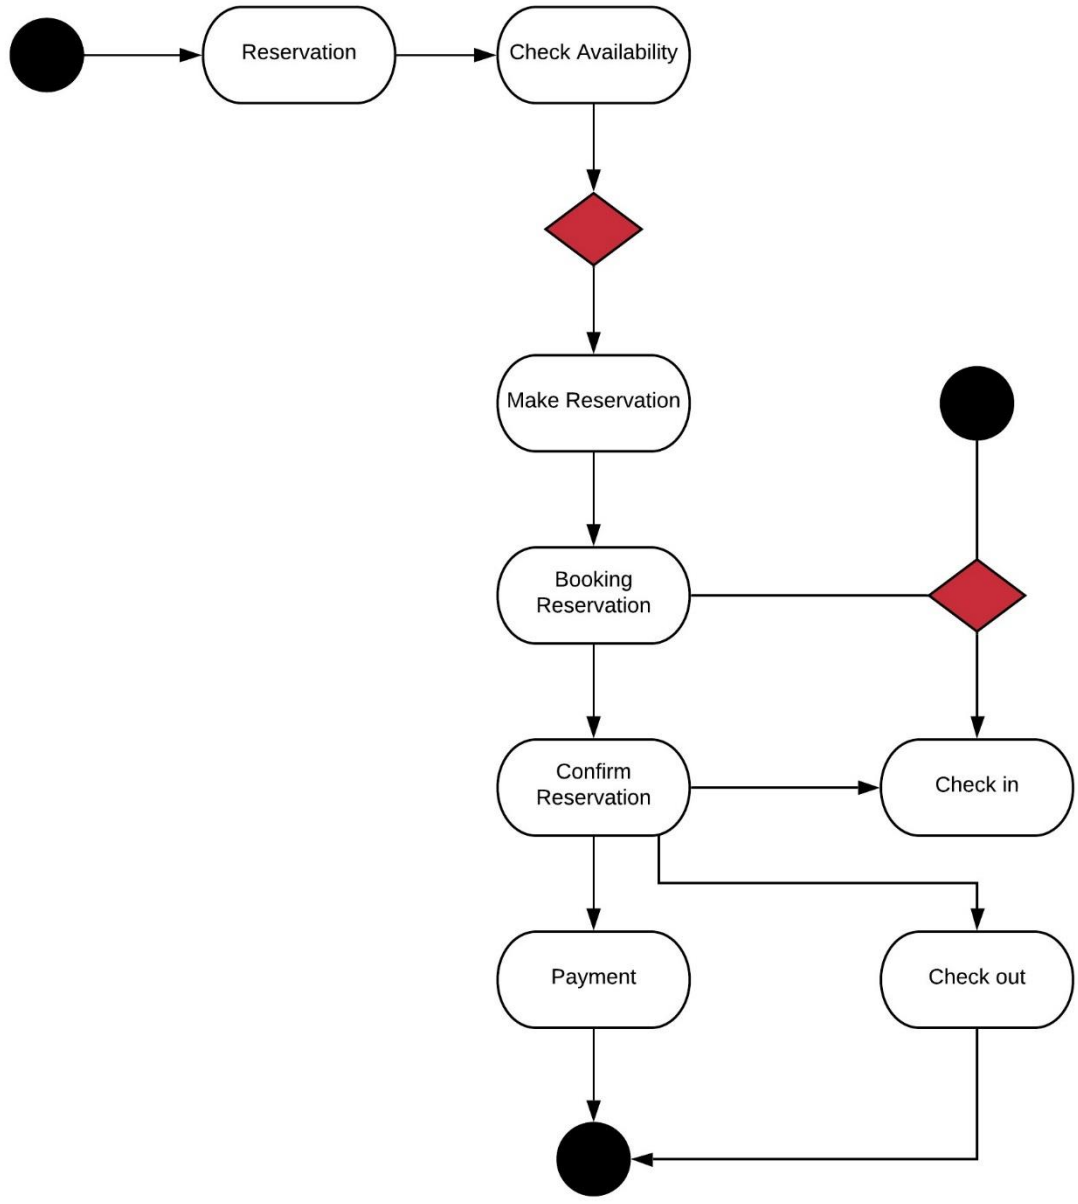 Reservation
Check Availability
Make Reservation
Booking
Reservation
Confirm
Reservation
Check in
Payment
Check out